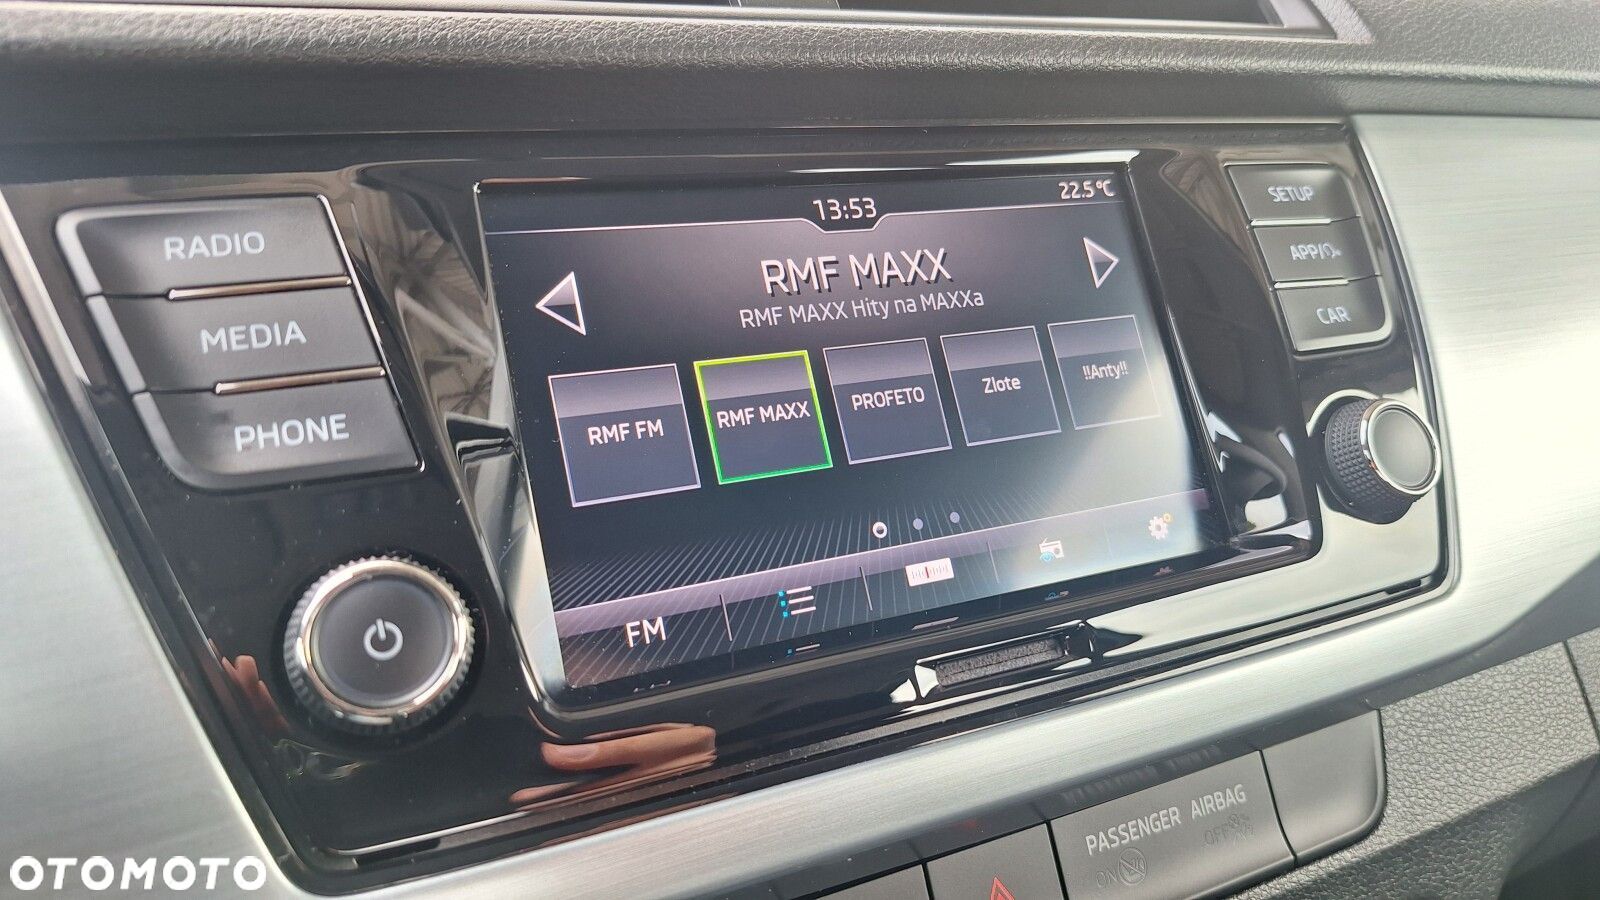 RADIO
MEDIA
PHONE
13:53
22.5°C
RMF MAXX
RMF MAXX Hity na MAXXa
RMF FM
RMF MAXX
PROFETO
Zlote
!!Anty!!
FM
SETUP
APP/
CAR
PASSENGER AIRBAG
ON
OFF
OTOMOTO